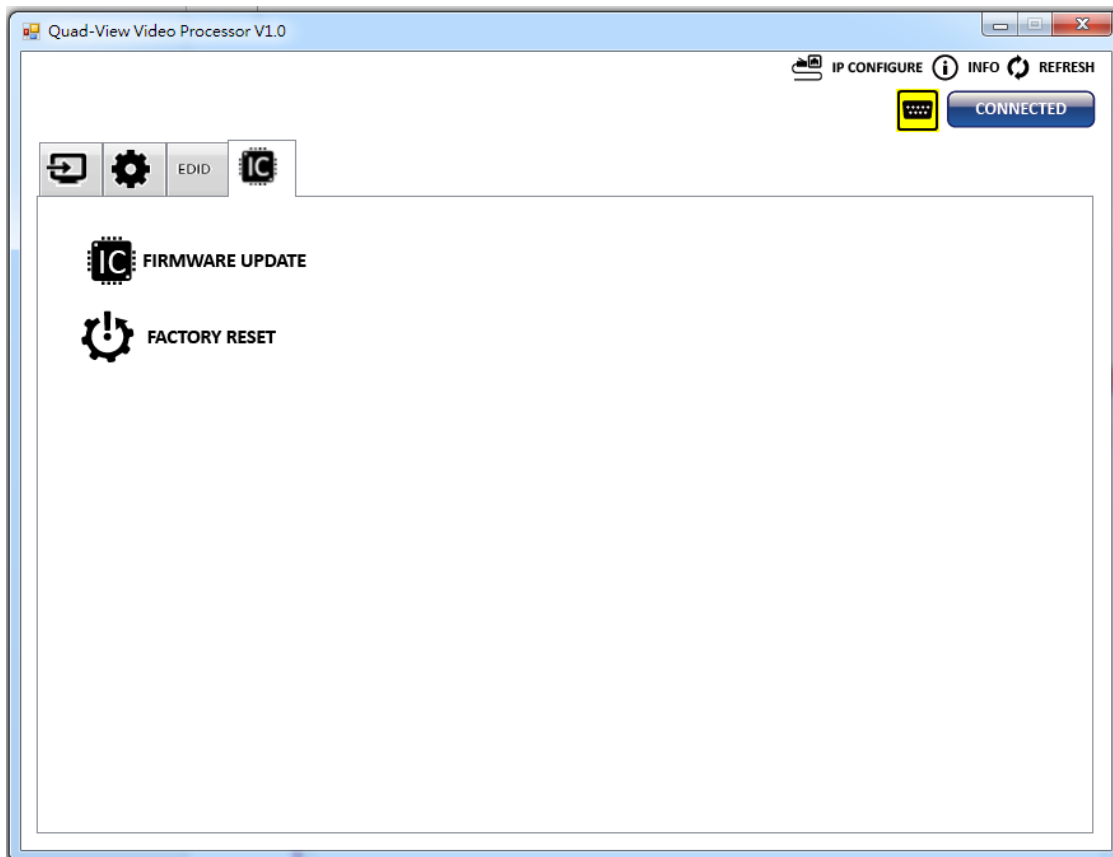 Quad-View Video Processor V1.0
IP CONFIGURE INFO REFRESH
CONNECTED
EDID IC
IC FIRMWARE UPDATE
FACTORY RESET